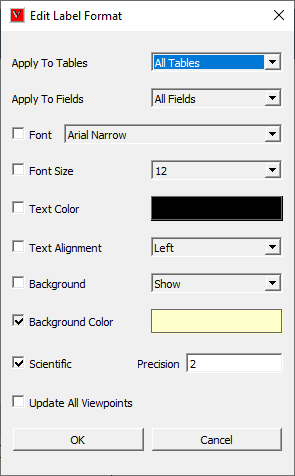 V Edit Label Format
Apply To Tables All Tables
Apply To Fields All Fields
Font Arial Narrow
Font Size 12
Text Color
Text Alignment Left
Background Show
Background Color
Scientific Precision 2
Update All Viewpoints
OK Cancel